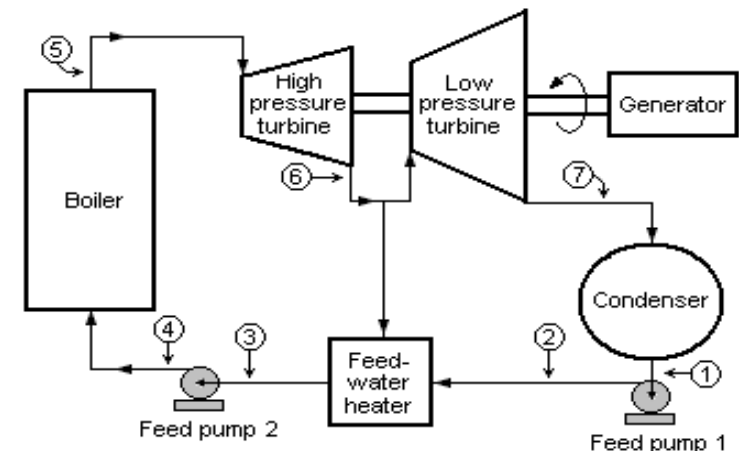 5
High
pressure
turbine
Low
pressure
turbine
Generator
6
7
Boiler
Condenser
4
3
2
1
Feed-
water
heater
Feed pump 2
Feed pump 1